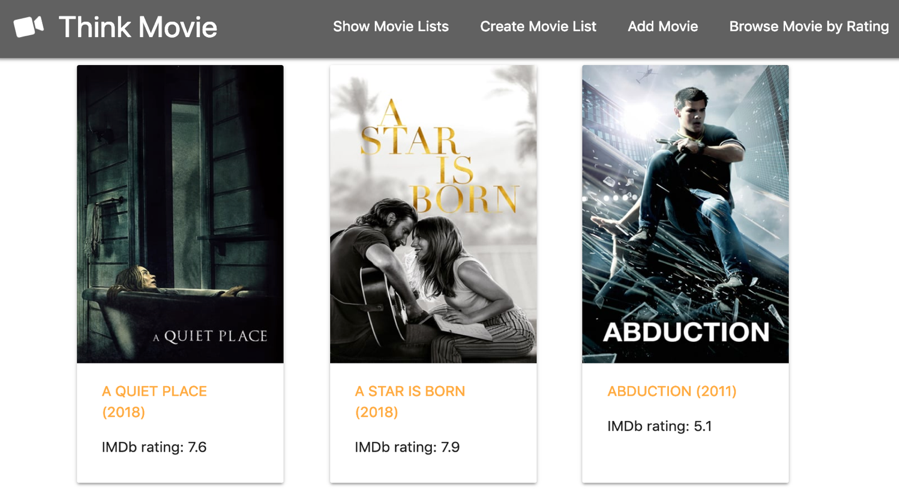 Think Movie
Show Movie Lists
Create Movie List
Add Movie
Browse Movie by Rating
A
STAR
IS
BORN
A QUIET PLACE
ABDUCTION
A QUIET PLACE
(2018)
IMDb rating: 7.6
A STAR IS BORN
(2018)
IMDb rating: 7.9
ABDUCTION (2011)
IMDb rating: 5.1